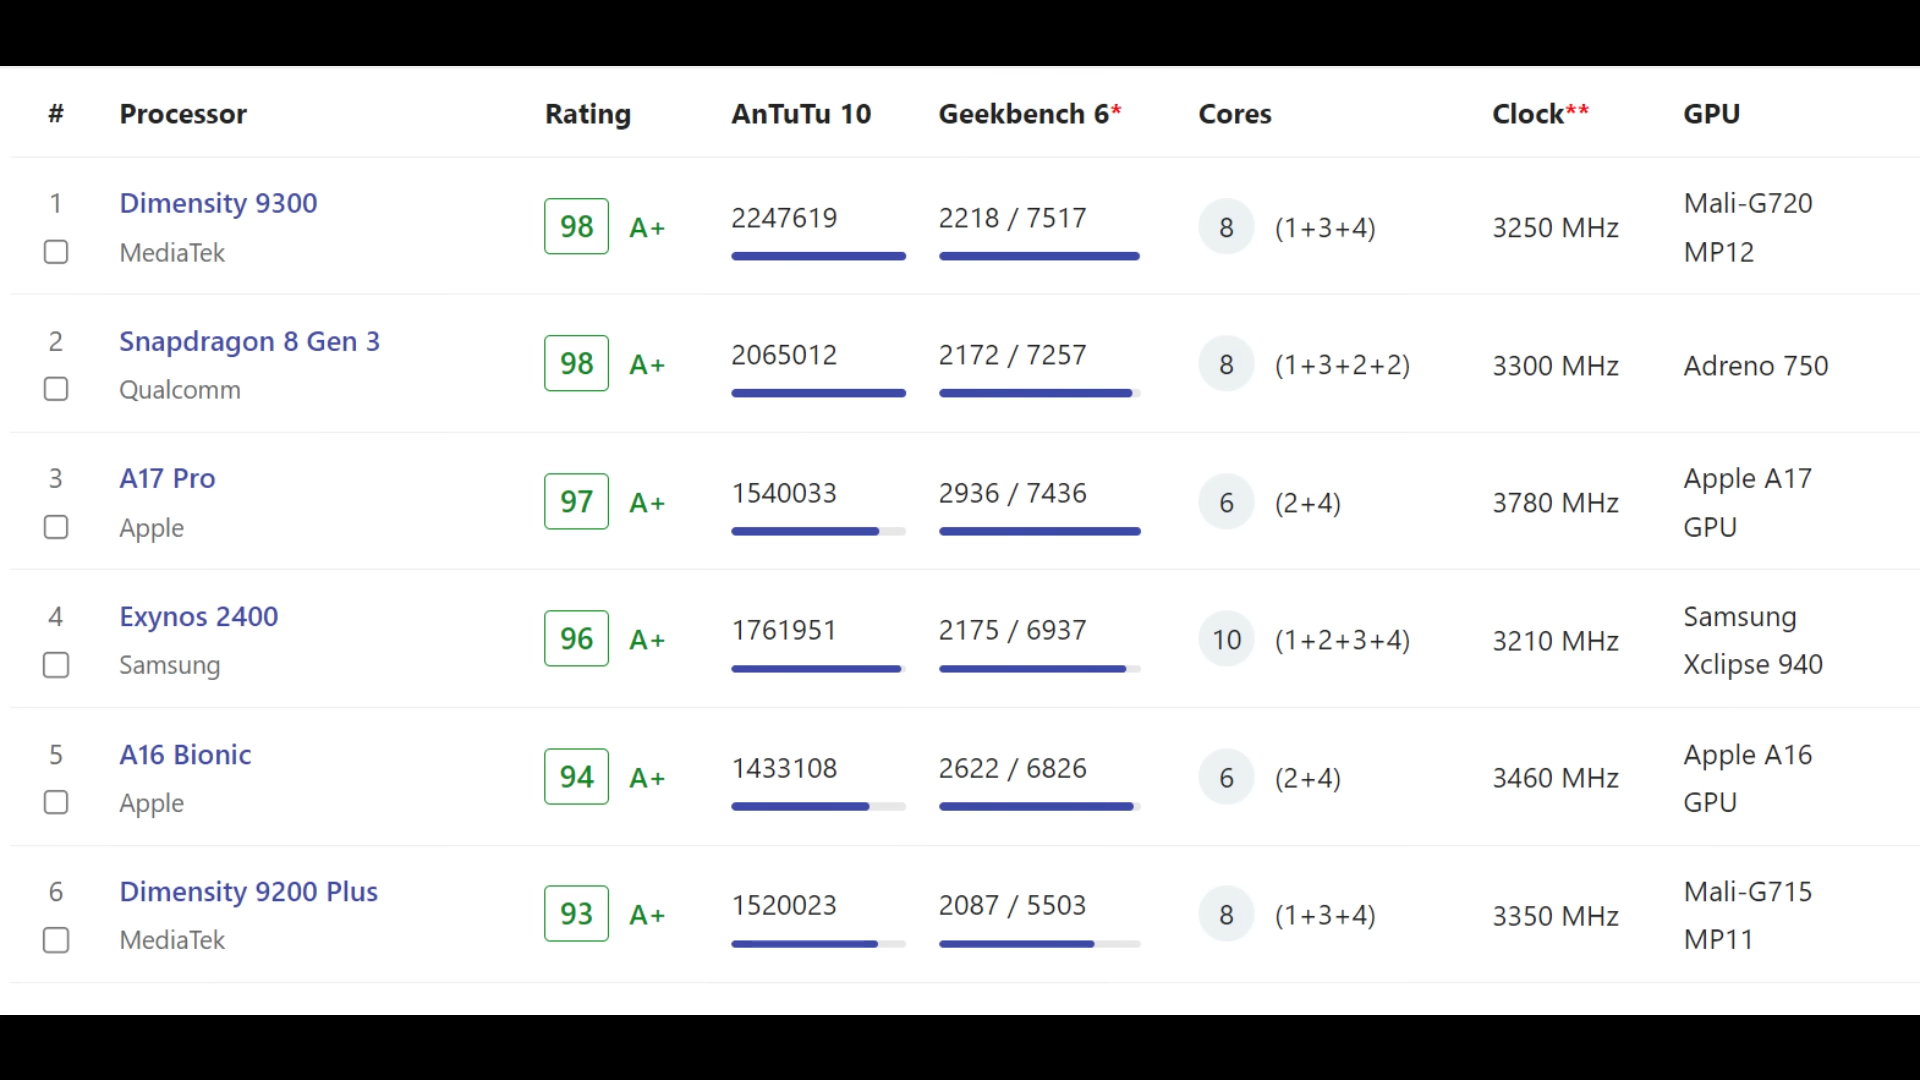 # Processor Rating AnTuTu 10 Geekbench 6* Cores Clock** GPU
1 Dimensity 9300 MediaTek 98 A+ 2247619 2218 / 7517 8 (1+3+4) 3250 MHz Mali-G720 MP12
2 Snapdragon 8 Gen 3 Qualcomm 98 A+ 2065012 2172 / 7257 8 (1+3+2+2) 3300 MHz Adreno 750
3 A17 Pro Apple 97 A+ 1540033 2936 / 7436 6 (2+4) 3780 MHz Apple A17 GPU
4 Exynos 2400 Samsung 96 A+ 1761951 2175 / 6937 10 (1+2+3+4) 3210 MHz Samsung Xclipse 940
5 A16 Bionic Apple 94 A+ 1433108 2622 / 6826 6 (2+4) 3460 MHz Apple A16 GPU
6 Dimensity 9200 Plus MediaTek 93 A+ 1520023 2087 / 5503 8 (1+3+4) 3350 MHz Mali-G715 MP11